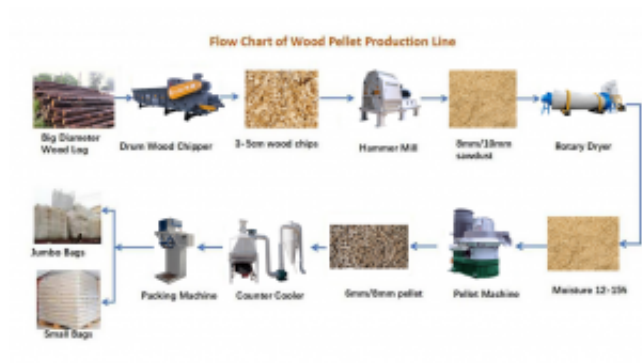 Flow Chart of Wood Pellet Production Line
Big Diameter
Wood Log
Drum Wood Chipper
3-5cm wood chips
Hammer Mill
8mm/10mm
sawdust
Rotary Dryer
Jumbo Bags
Small Bags
Packing Machine
Counter Cooler
6mm/8mm pellet
Pellet Machine
Moisture 12-15%